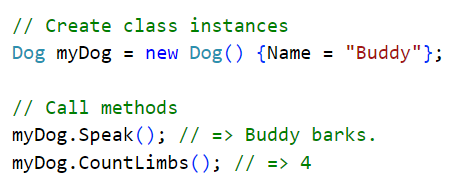 // Create class instances
Dog myDog = new Dog() {Name = "Buddy"};
// Call methods
myDog.Speak(); // => Buddy barks.
myDog.CountLimbs(); // => 4